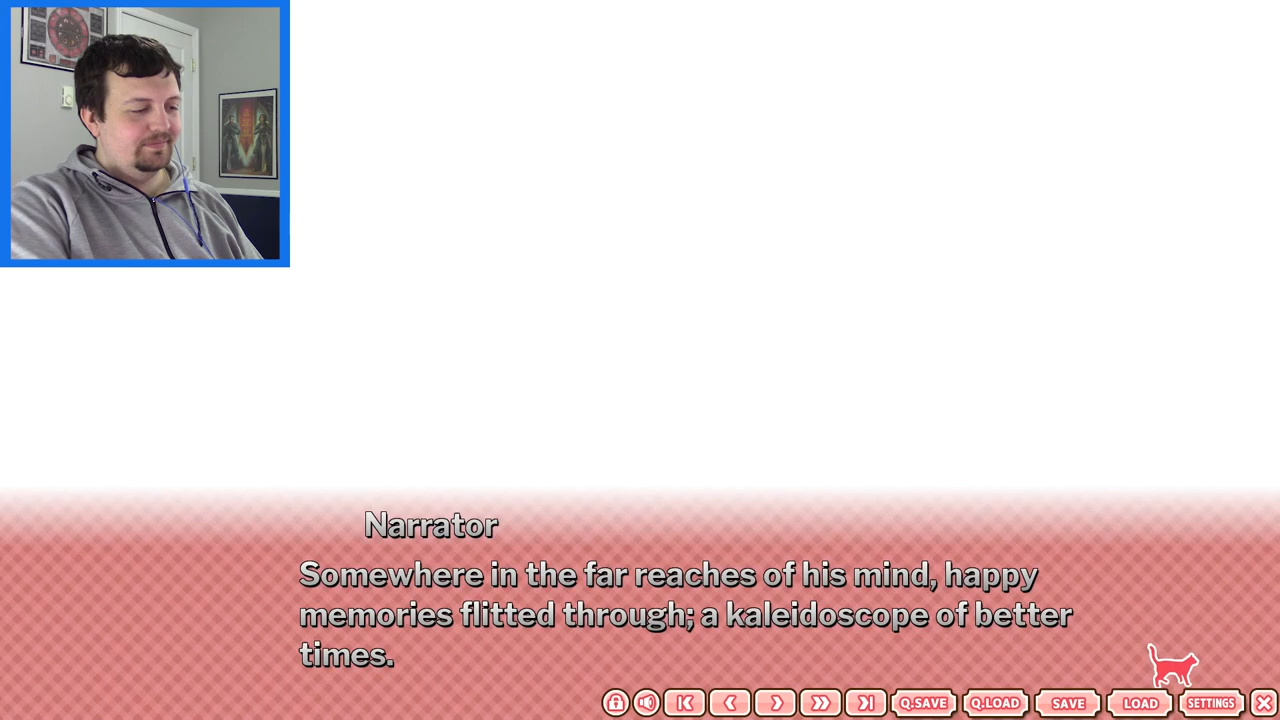 Narrator
Somewhere in the far reaches of his mind, happy
memories flitted through; a kaleidoscope of better
times.
Q.SAVE Q.LOAD SAVE LOAD SETTINGS